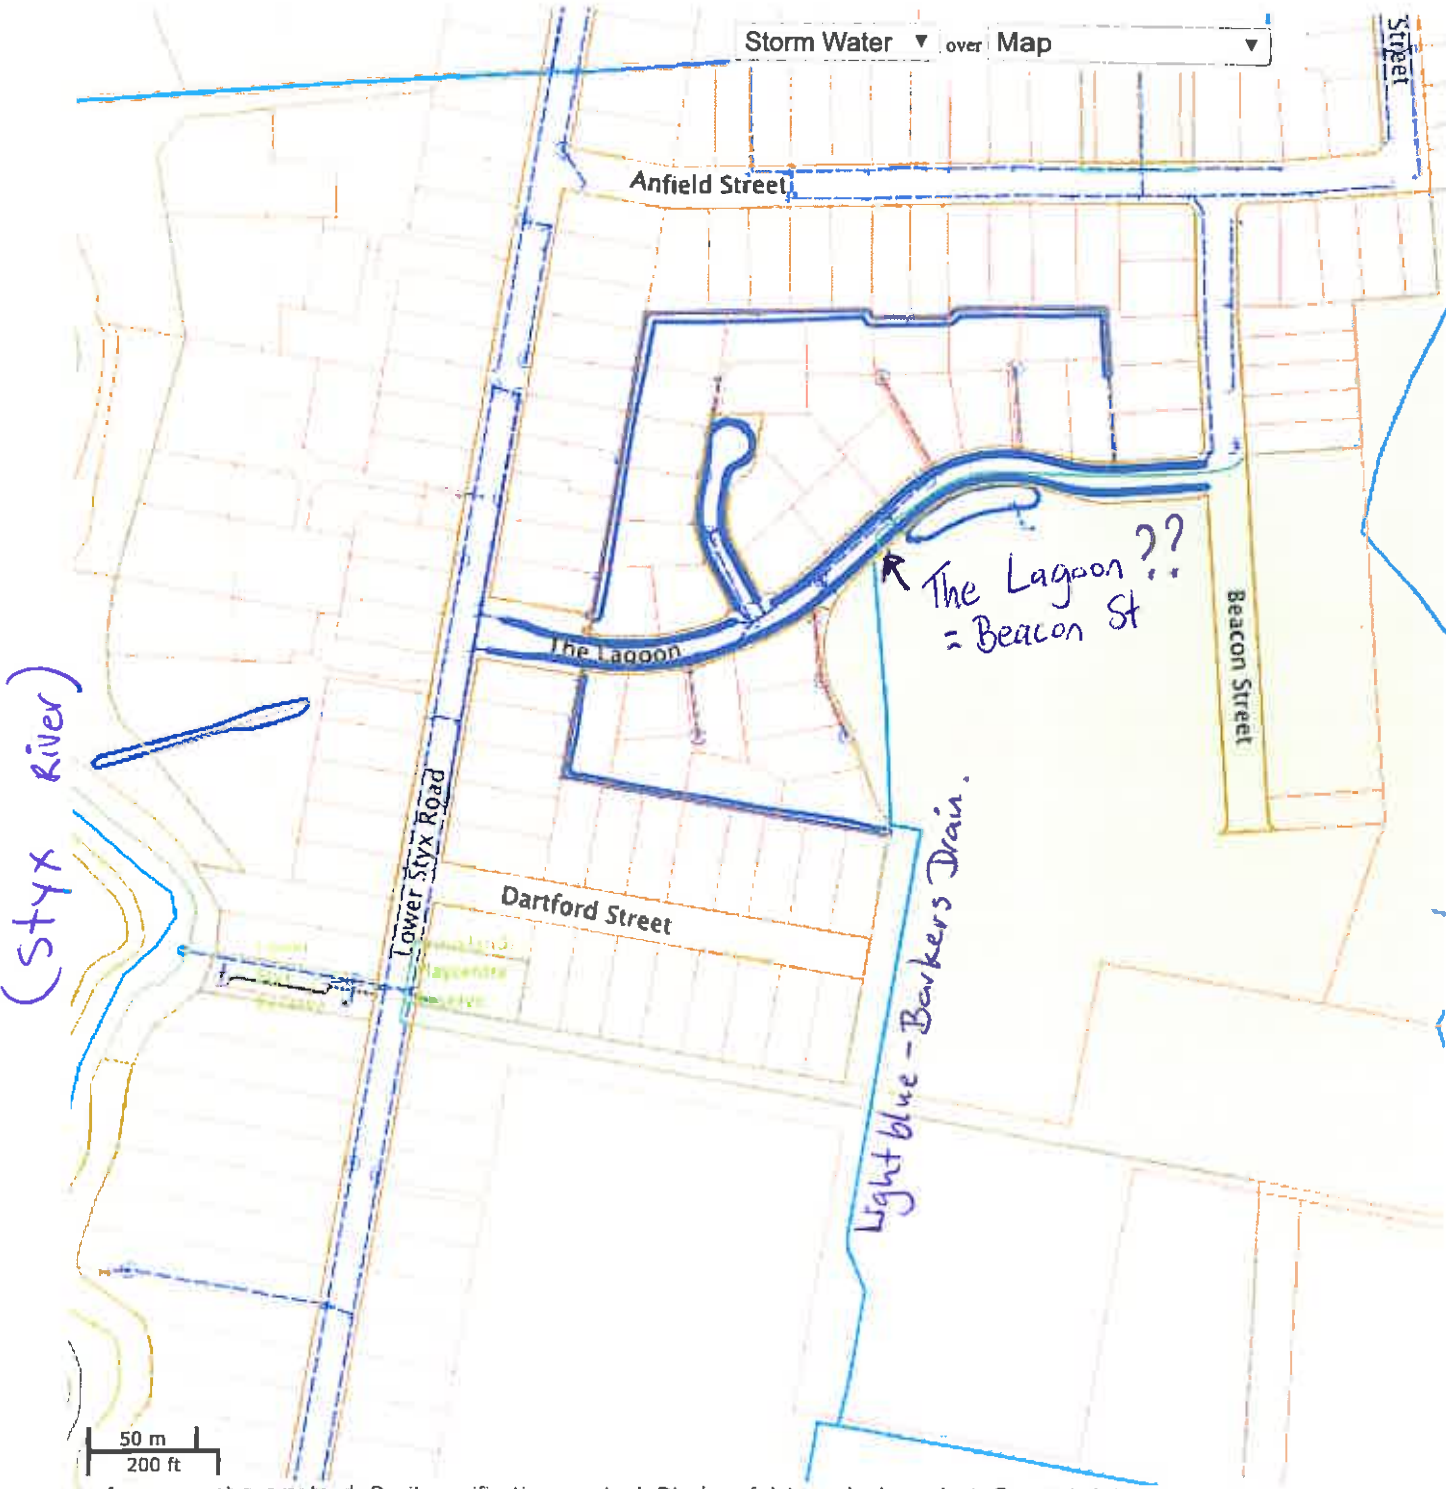 Storm Water ▼ over Map ▼
Street
Anfield Street
The Lagoon ??
= Beacon St
Beacon Street
The Lagoon
(Styx River)
Lower Styx Road
Dartford Street
Light blue - Barkers Drain.
50 m
200 ft